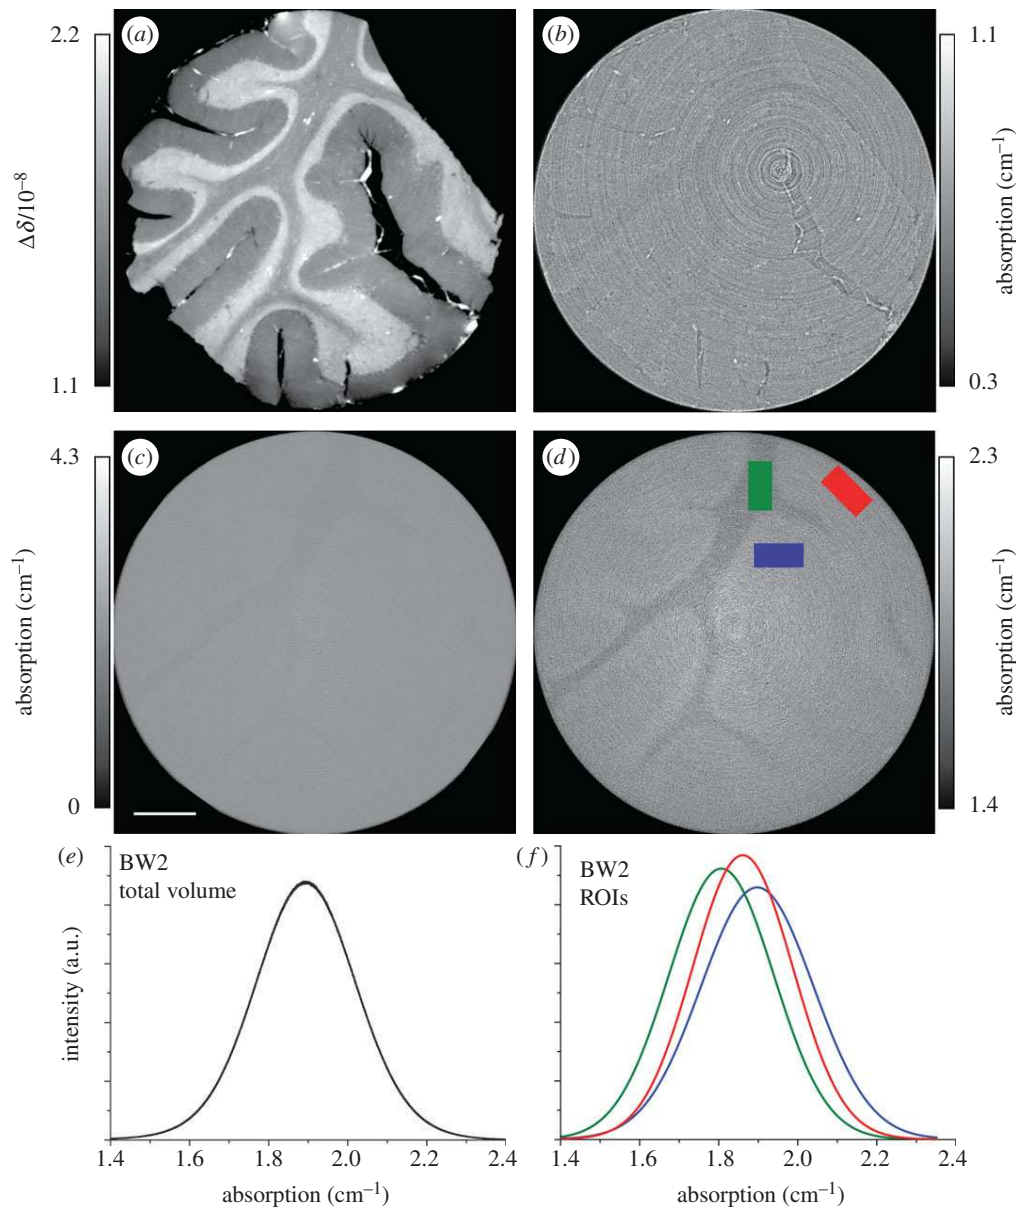 2.2
(a)
Δδ/10⁻⁸
1.1
(b)
1.1
absorption (cm⁻¹)
0.3
4.3
(c)
absorption (cm⁻¹)
0
(d)
2.3
absorption (cm⁻¹)
1.4
(e)
BW2
total volume
intensity (a.u.)
1.4 1.6 1.8 2.0 2.2 2.4
absorption (cm⁻¹)
(f)
BW2
ROIs
1.4 1.6 1.8 2.0 2.2 2.4
absorption (cm⁻¹)